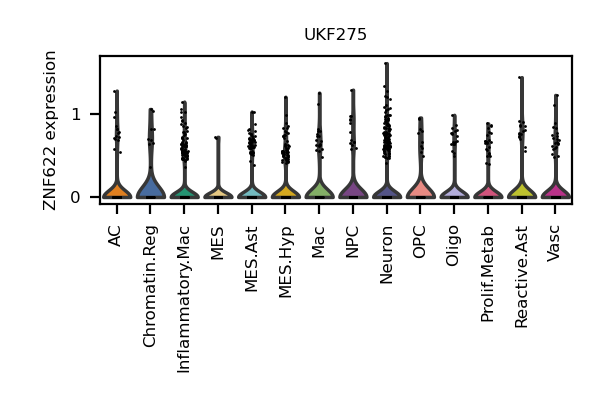 UKF275
ZNF622 expression
1
0
AC
Chromatin.Reg
Inflammatory.Mac
MES
MES.Ast
MES.Hyp
Mac
NPC
Neuron
OPC
Oligo
Prolif.Metab
Reactive.Ast
Vasc